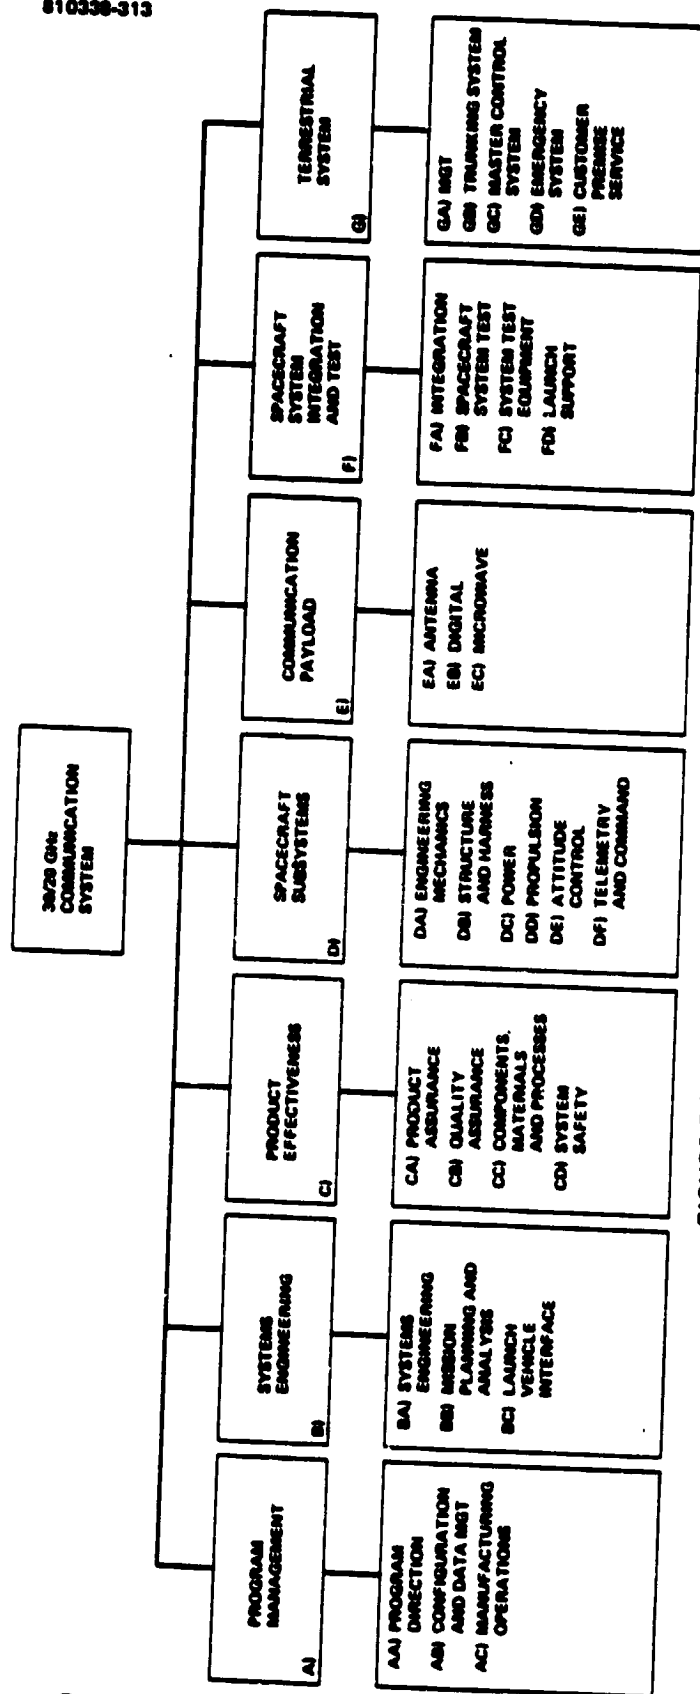 810338-313
30/20 GHz
COMMUNICATION
SYSTEM
PROGRAM
MANAGEMENT
A)
AA) PROGRAM
DIRECTION
AB) CONFIGURATION
AND DATA MGT
AC) MANUFACTURING
OPERATIONS
SYSTEMS
ENGINEERING
B)
BA) SYSTEMS
ENGINEERING
BB) MISSION
PLANNING AND
ANALYSIS
BC) LAUNCH
VEHICLE
INTERFACE
PRODUCT
EFFECTIVENESS
C)
CA) PRODUCT
ASSURANCE
CB) QUALITY
ASSURANCE
CC) COMPONENTS,
MATERIALS
AND PROCESSES
CD) SYSTEM
SAFETY
SPACECRAFT
SUBSYSTEMS
D)
DA) ENGINEERING
MECHANICS
DB) STRUCTURE
AND HARNESS
DC) POWER
DD) PROPULSION
DE) ATTITUDE
CONTROL
DF) TELEMETRY
AND COMMAND
COMMUNICATION
PAYLOAD
E)
EA) ANTENNA
EB) DIGITAL
EC) MICROWAVE
SPACECRAFT
SYSTEM
INTEGRATION
AND TEST
F)
FA) INTEGRATION
FB) SPACECRAFT
SYSTEM TEST
FC) SYSTEM TEST
EQUIPMENT
FD) LAUNCH
SUPPORT
TERRESTRIAL
SYSTEM
G)
GA) MGT
GB) TRUNKING SYSTEM
GC) MASTER CONTROL
SYSTEM
GD) EMERGENCY
SYSTEM
GE) CUSTOMER
PREMISE
SERVICE